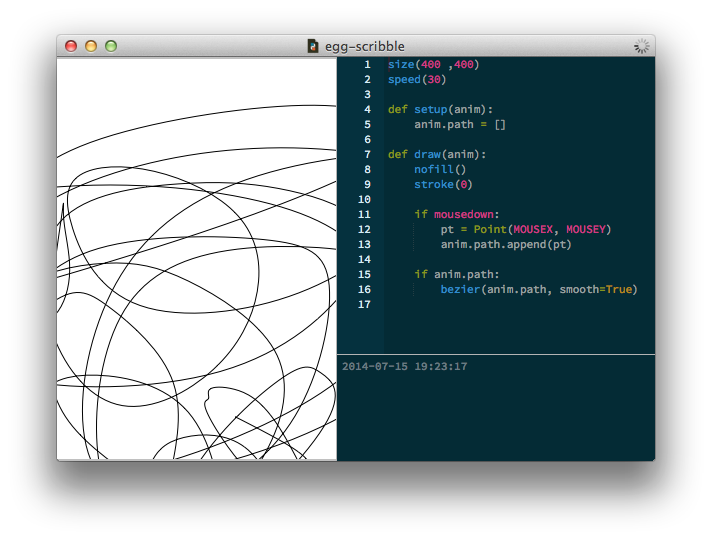 egg-scribble
1 size(400 ,400)
2 speed(30)
3
4 def setup(anim):
5     anim.path = []
6
7 def draw(anim):
8     nofill()
9     stroke(0)
10
11     if mousedown:
12         pt = Point(MOUSEX, MOUSEY)
13         anim.path.append(pt)
14
15     if anim.path:
16         bezier(anim.path, smooth=True)
17
2014-07-15 19:23:17